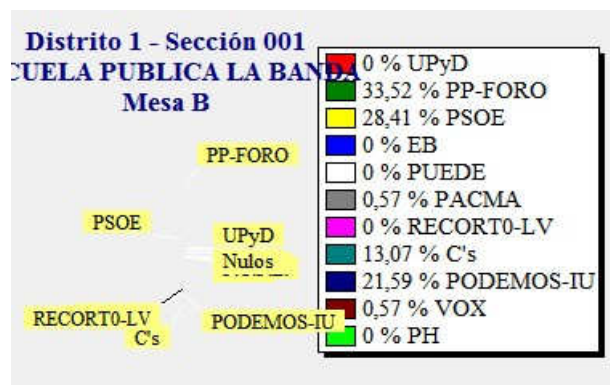 Distrito 1 - Sección 001
CUELA PUBLICA LA BANDA
Mesa B
PP-FORO
PSOE
UPyD
Nulos
RECORT0-LV
C's
PODEMOS-IU
0 % UPyD
33,52 % PP-FORO
28,41 % PSOE
0 % EB
0 % PUEDE
0,57 % PACMA
0 % RECORT0-LV
13,07 % C's
21,59 % PODEMOS-IU
0,57 % VOX
0 % PH